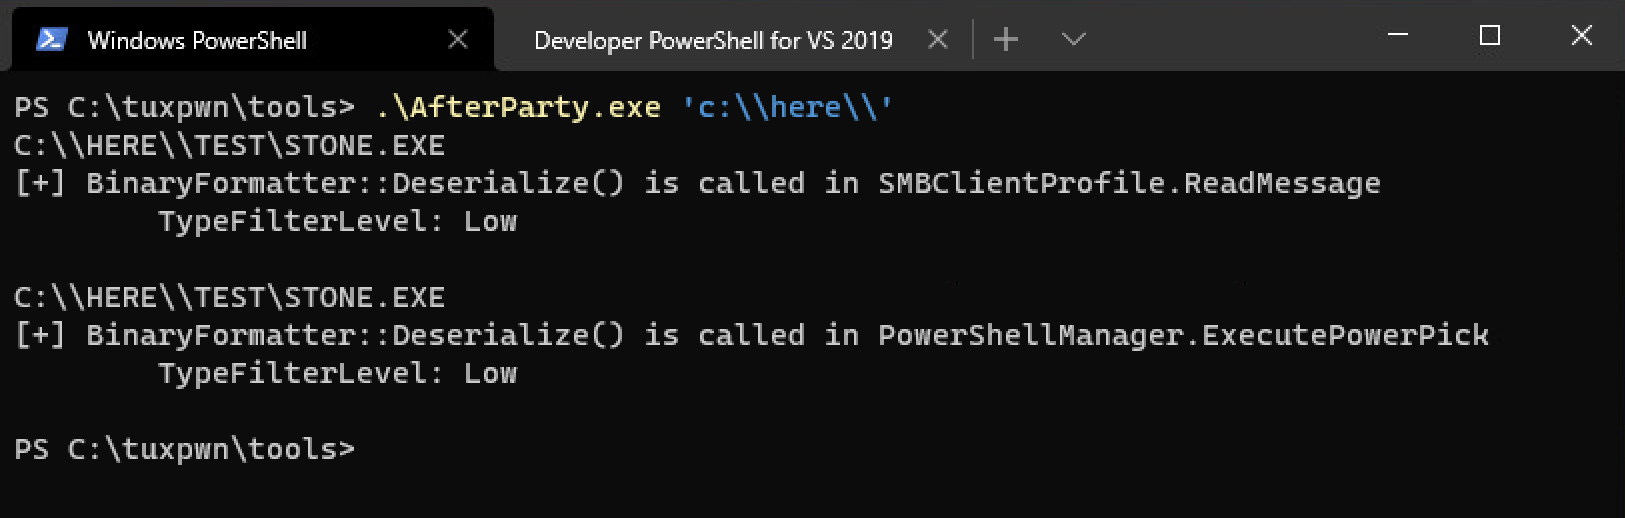 Windows PowerShell
Developer PowerShell for VS 2019
PS C:\tuxpwn\tools> .\AfterParty.exe 'c:\\here\\'
C:\\HERE\\TEST\STONE.EXE
[+] BinaryFormatter::Deserialize() is called in SMBClientProfile.ReadMessage
        TypeFilterLevel: Low
C:\\HERE\\TEST\STONE.EXE
[+] BinaryFormatter::Deserialize() is called in PowerShellManager.ExecutePowerPick
        TypeFilterLevel: Low
PS C:\tuxpwn\tools>